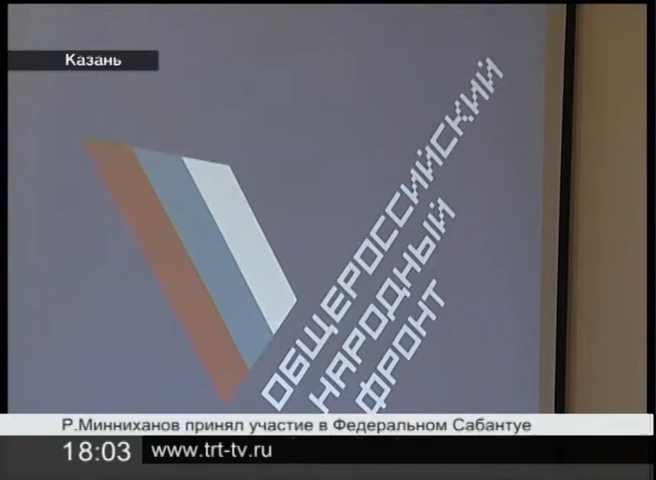 Казань
ОБЩЕРОССИЙСКИЙ
НАРОДНЫЙ
ФРОНТ
Р.Минниханов принял участие в Федеральном Сабантуе
18:03 www.trt-tv.ru